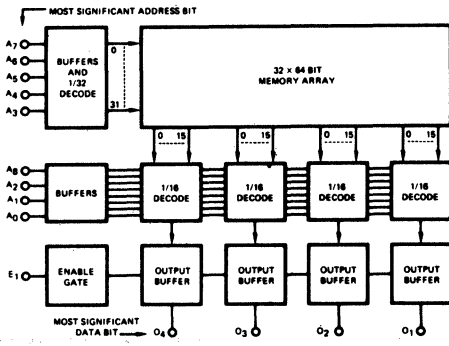 MOST SIGNIFICANT ADDRESS BIT
A7
A6
A5
A4
A3
BUFFERS
AND
1/32
DECODE
0
31
32 × 64 BIT
MEMORY ARRAY
0 15
0 15
0 15
0 15
A8
A2
A1
A0
BUFFERS
1/16
DECODE
1/16
DECODE
1/16
DECODE
1/16
DECODE
E1
ENABLE
GATE
OUTPUT
BUFFER
OUTPUT
BUFFER
OUTPUT
BUFFER
OUTPUT
BUFFER
MOST SIGNIFICANT
DATA BIT
O4
O3
O2
O1